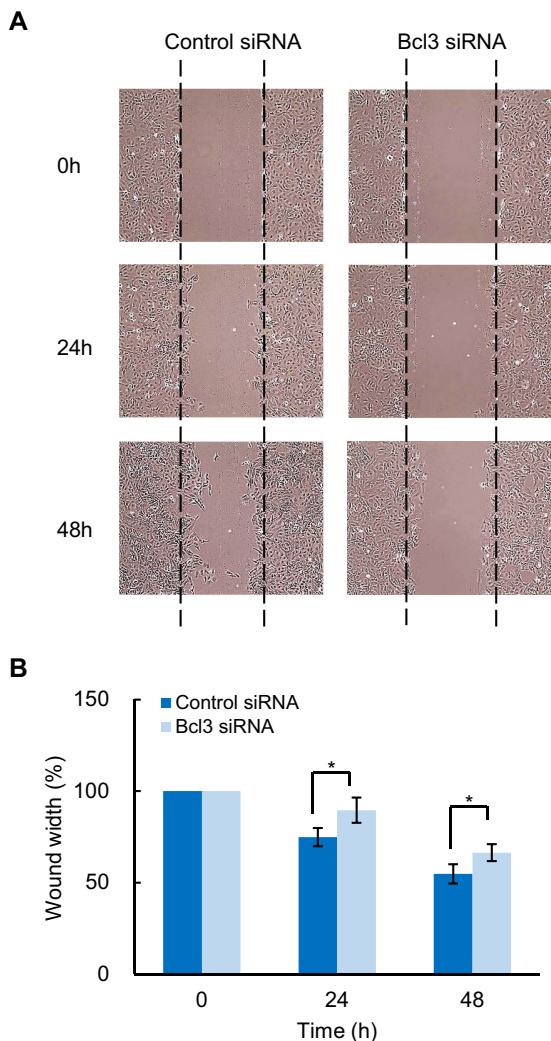 A
Control siRNA
Bcl3 siRNA
0h
24h
48h
B
150
100
50
0
Wound width (%)
Control siRNA
Bcl3 siRNA
*
*
0
24
48
Time (h)